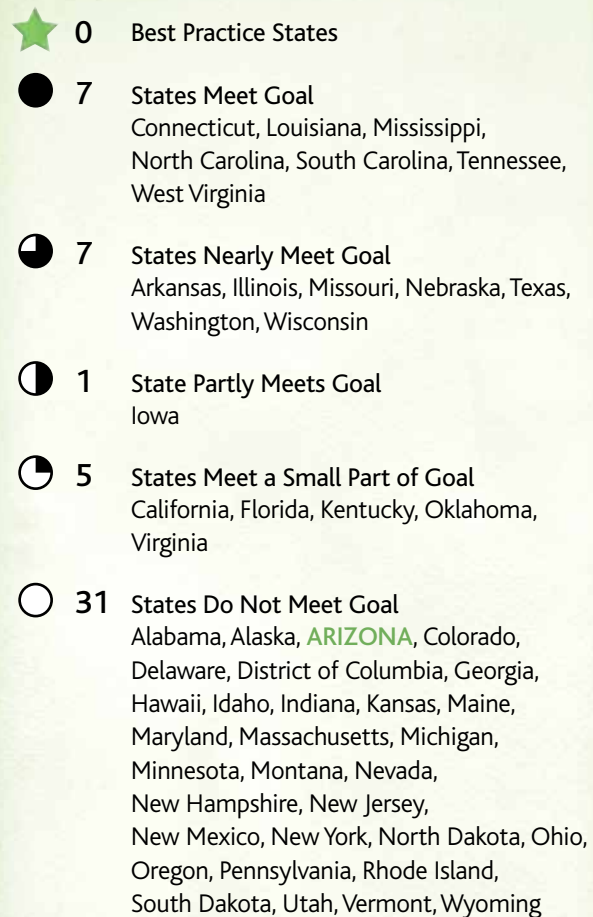 0 Best Practice States
7 States Meet Goal
Connecticut, Louisiana, Mississippi,
North Carolina, South Carolina, Tennessee,
West Virginia
7 States Nearly Meet Goal
Arkansas, Illinois, Missouri, Nebraska, Texas,
Washington, Wisconsin
1 State Partly Meets Goal
Iowa
5 States Meet a Small Part of Goal
California, Florida, Kentucky, Oklahoma,
Virginia
31 States Do Not Meet Goal
Alabama, Alaska, ARIZONA, Colorado,
Delaware, District of Columbia, Georgia,
Hawaii, Idaho, Indiana, Kansas, Maine,
Maryland, Massachusetts, Michigan,
Minnesota, Montana, Nevada,
New Hampshire, New Jersey,
New Mexico, New York, North Dakota, Ohio,
Oregon, Pennsylvania, Rhode Island,
South Dakota, Utah, Vermont, Wyoming